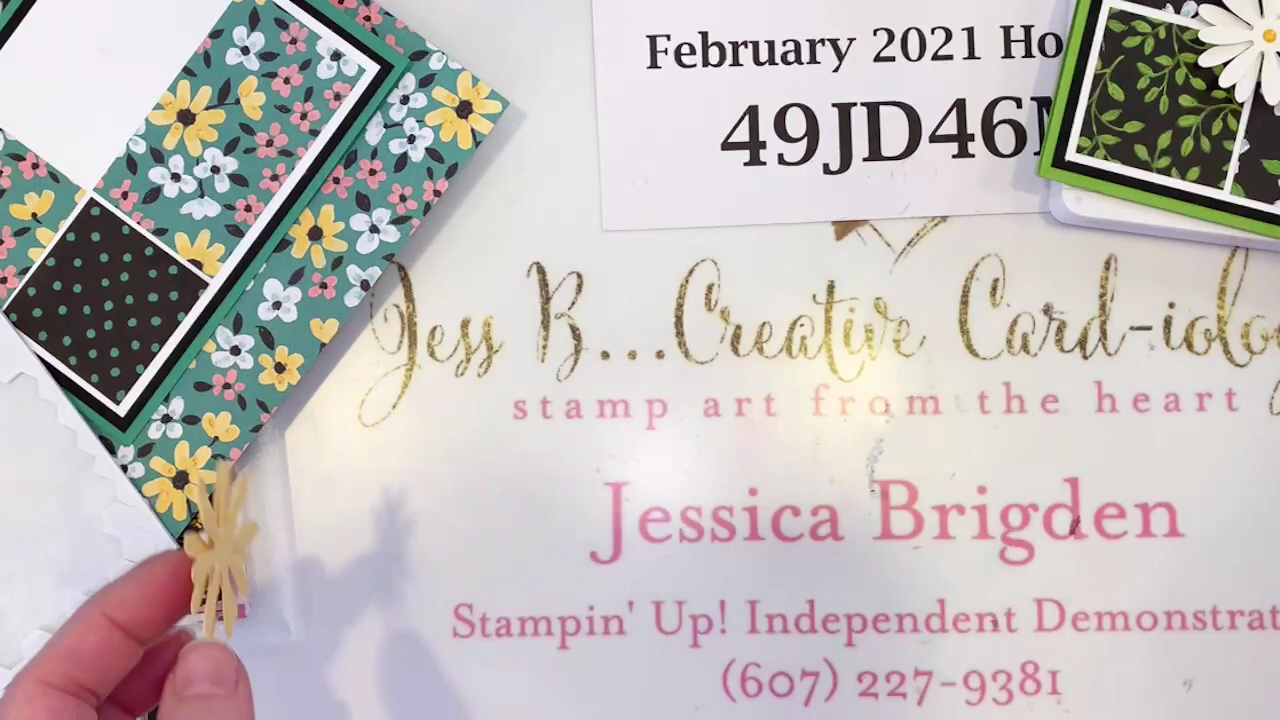 February 2021 Ho
49JD46
Jess B...Creative Card-iolo
stamp art from the heart
Jessica Brigden
Stampin' Up! Independent Demonstrat
(607) 227-9381